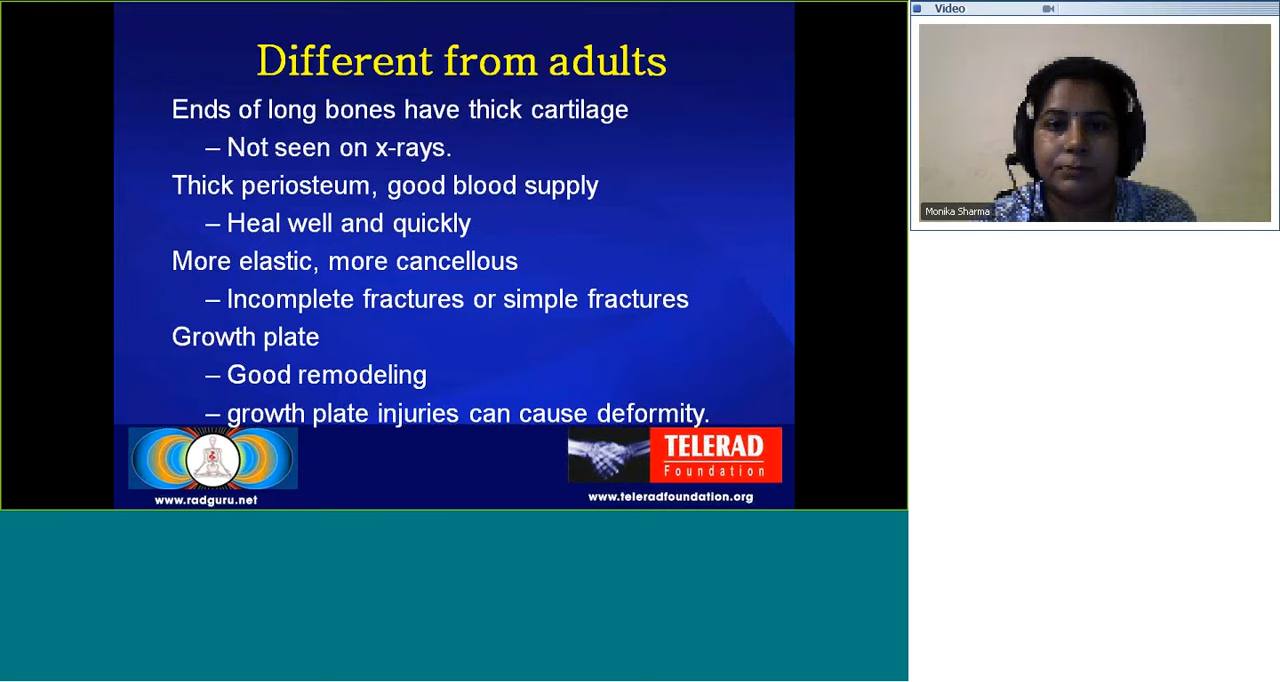 Different from adults
Ends of long bones have thick cartilage
– Not seen on x-rays.
Thick periosteum, good blood supply
– Heal well and quickly
More elastic, more cancellous
– Incomplete fractures or simple fractures
Growth plate
– Good remodeling
– growth plate injuries can cause deformity.
www.radguru.net
TELERAD
Foundation
www.teleradfoundation.org
Video
Monika Sharma